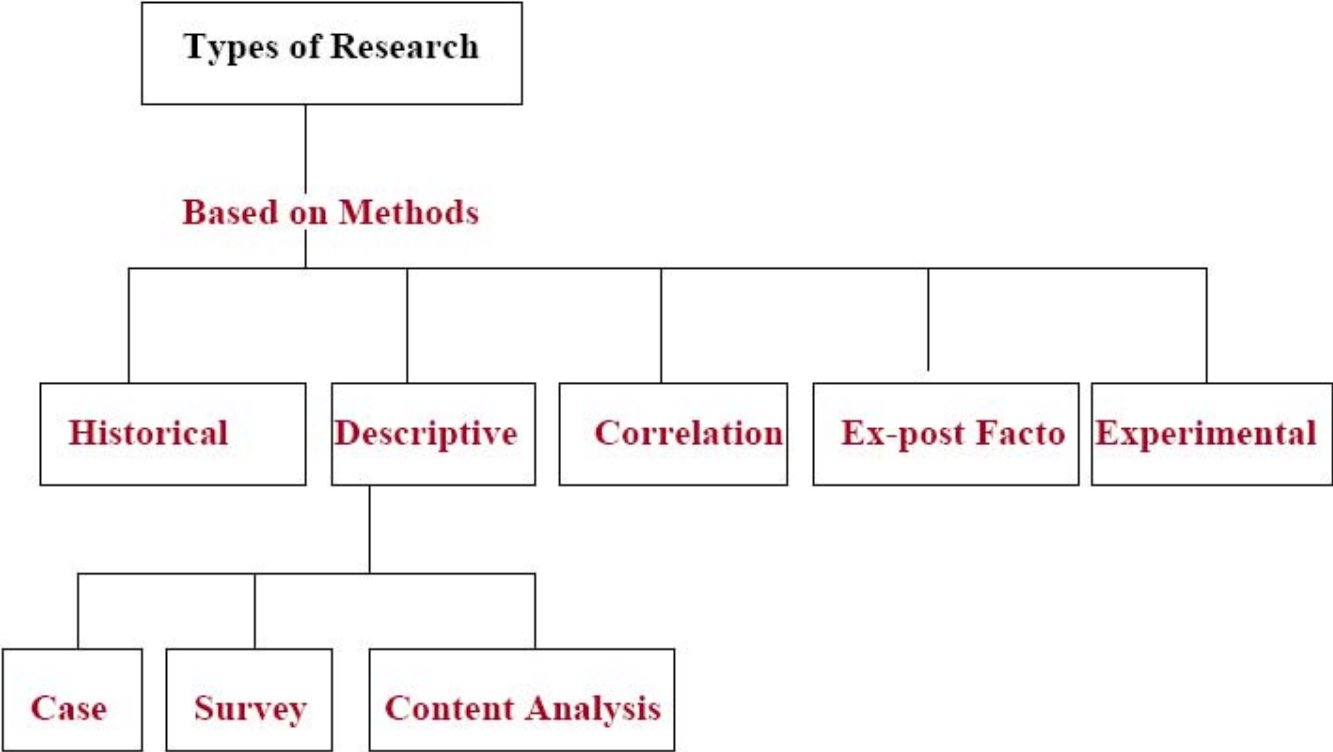 Types of Research
Based on Methods
Historical
Descriptive
Correlation
Ex-post Facto
Experimental
Case
Survey
Content Analysis